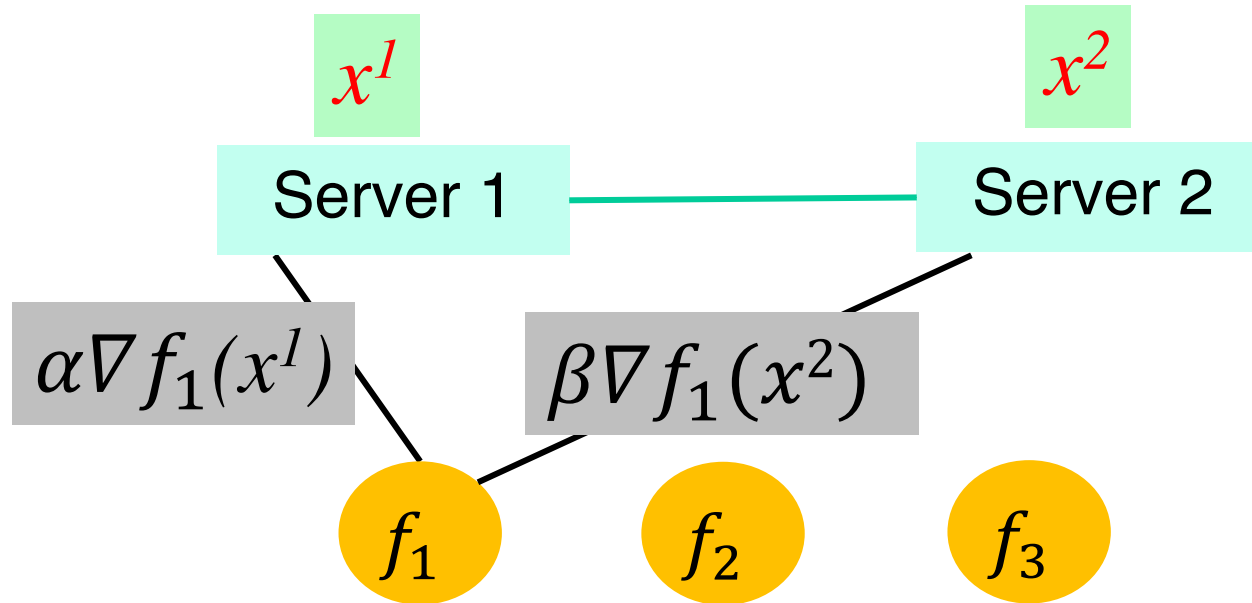 x¹
x²
Server 1
Server 2
α∇f₁(x¹)
β∇f₁(x²)
f₁
f₂
f₃